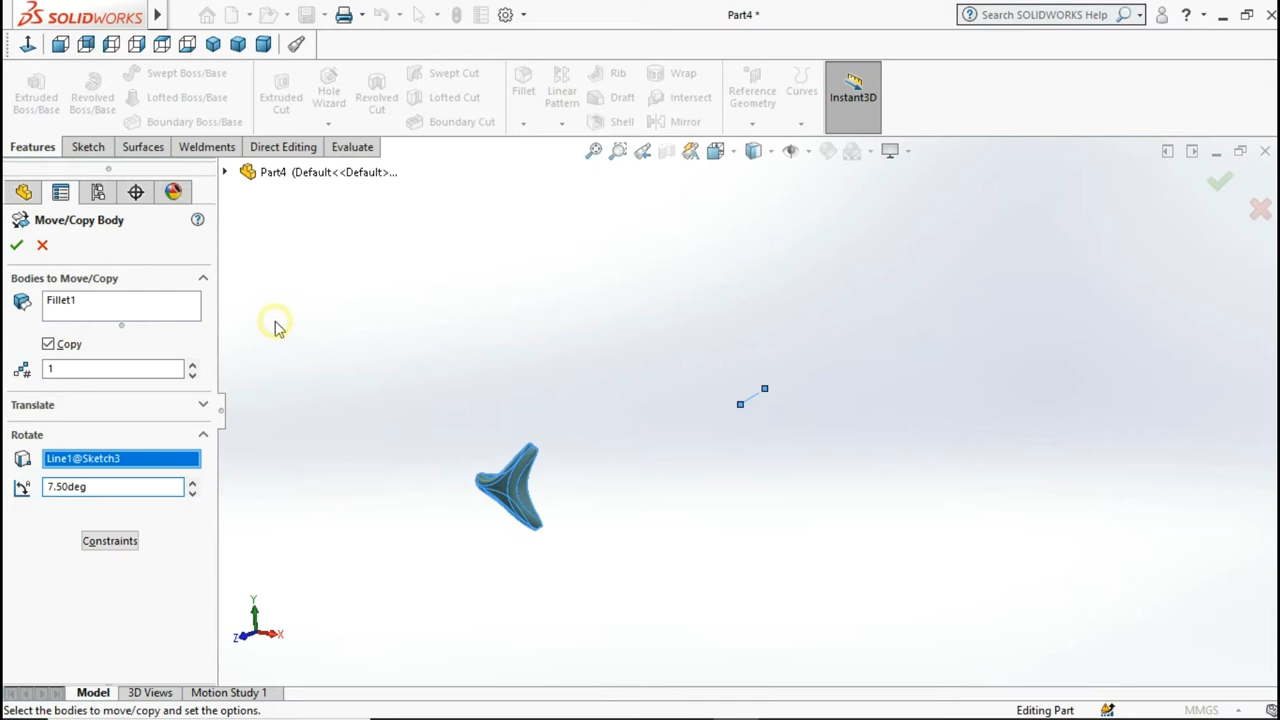 SOLIDWORKS
Part4 *
Search SOLIDWORKS Help
?
Extruded Boss/Base
Revolved Boss/Base
Swept Boss/Base
Lofted Boss/Base
Boundary Boss/Base
Extruded Cut
Hole Wizard
Revolved Cut
Swept Cut
Lofted Cut
Boundary Cut
Fillet
Linear Pattern
Rib
Draft
Shell
Wrap
Intersect
Mirror
Reference Geometry
Curves
Instant3D
Features
Sketch
Surfaces
Weldments
Direct Editing
Evaluate
Part4 (Default<<Default>...
Move/Copy Body
?
Bodies to Move/Copy
Fillet1
Copy
1
Translate
Rotate
Line1@Sketch3
7.50deg
Constraints
Y
Z
X
Model
3D Views
Motion Study 1
Select the bodies to move/copy and set the options.
Editing Part
MMGS